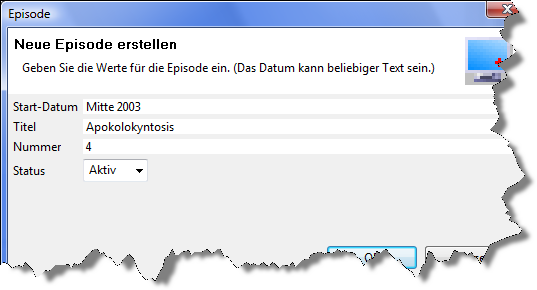 Episode
Neue Episode erstellen
Geben Sie die Werte für die Episode ein. (Das Datum kann beliebiger Text sein.)
Start-Datum Mitte 2003
Titel Apokolokyntosis
Nummer 4
Status Aktiv